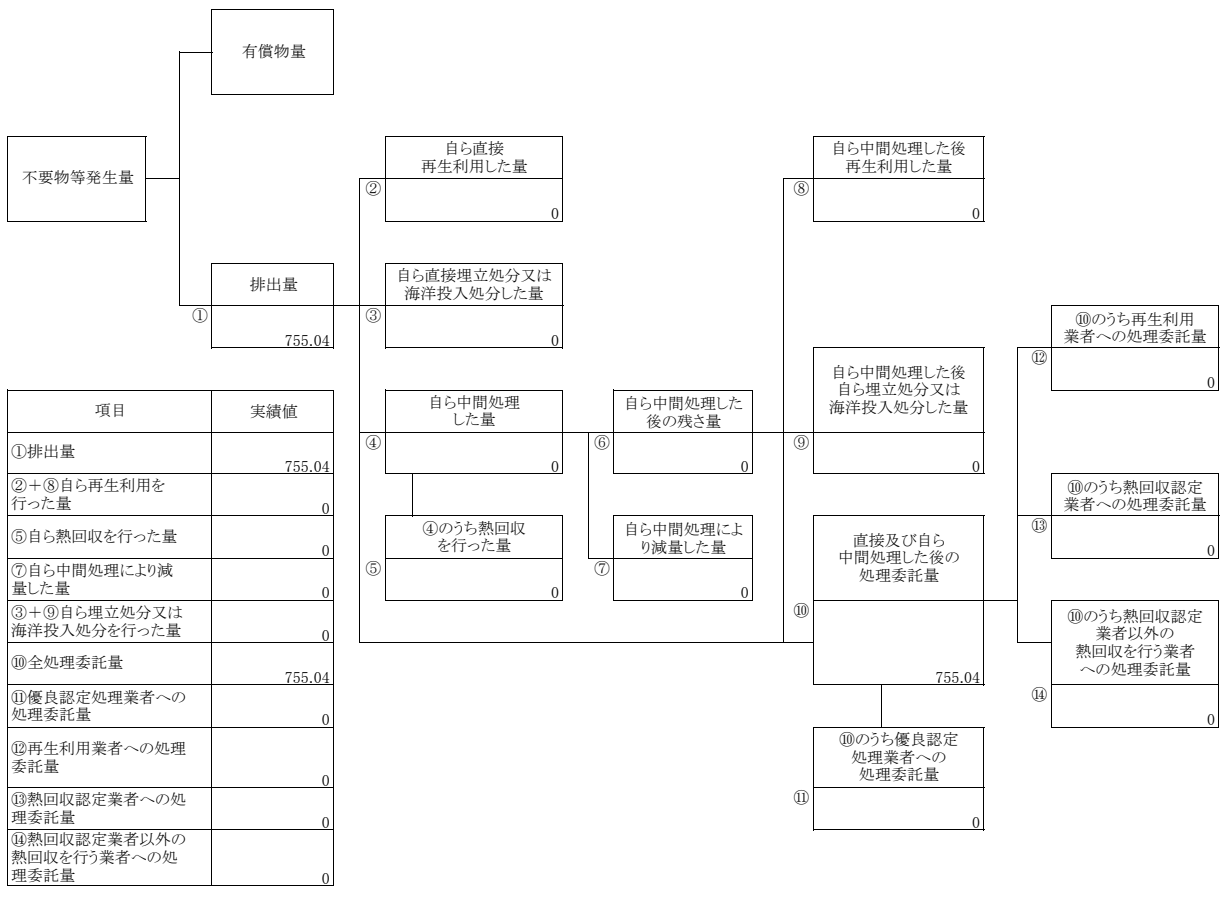 有償物量
不要物等発生量
排出量
①
755.04
自ら直接
再生利用した量
②
0
自ら直接埋立処分又は
海洋投入処分した量
③
0
自ら中間処理
した量
④
0
④のうち熱回収
を行った量
⑤
0
自ら中間処理した
後の残さ量
⑥
0
自ら中間処理によ
り減量した量
⑦
0
自ら中間処理した後
再生利用した量
⑧
0
自ら中間処理した後
自ら埋立処分又は
海洋投入処分した量
⑨
0
直接及び自ら
中間処理した後の
処理委託量
⑩
755.04
⑩のうち優良認定
処理業者への
処理委託量
⑪
0
⑩のうち再生利用
業者への処理委託量
⑫
0
⑩のうち熱回収認定
業者への処理委託量
⑬
0
⑩のうち熱回収認定
業者以外の
熱回収を行う業者
への処理委託量
⑭
0
項目 実績値
①排出量
755.04
②＋⑧自ら再生利用を
行った量
0
⑤自ら熱回収を行った量
0
⑦自ら中間処理により減
量した量
0
③＋⑨自ら埋立処分又は
海洋投入処分を行った量
0
⑩全処理委託量
755.04
⑪優良認定処理業者への
処理委託量
0
⑫再生利用業者への処理
委託量
0
⑬熱回収認定業者への処
理委託量
0
⑭熱回収認定業者以外の
熱回収を行う業者への処
理委託量
0